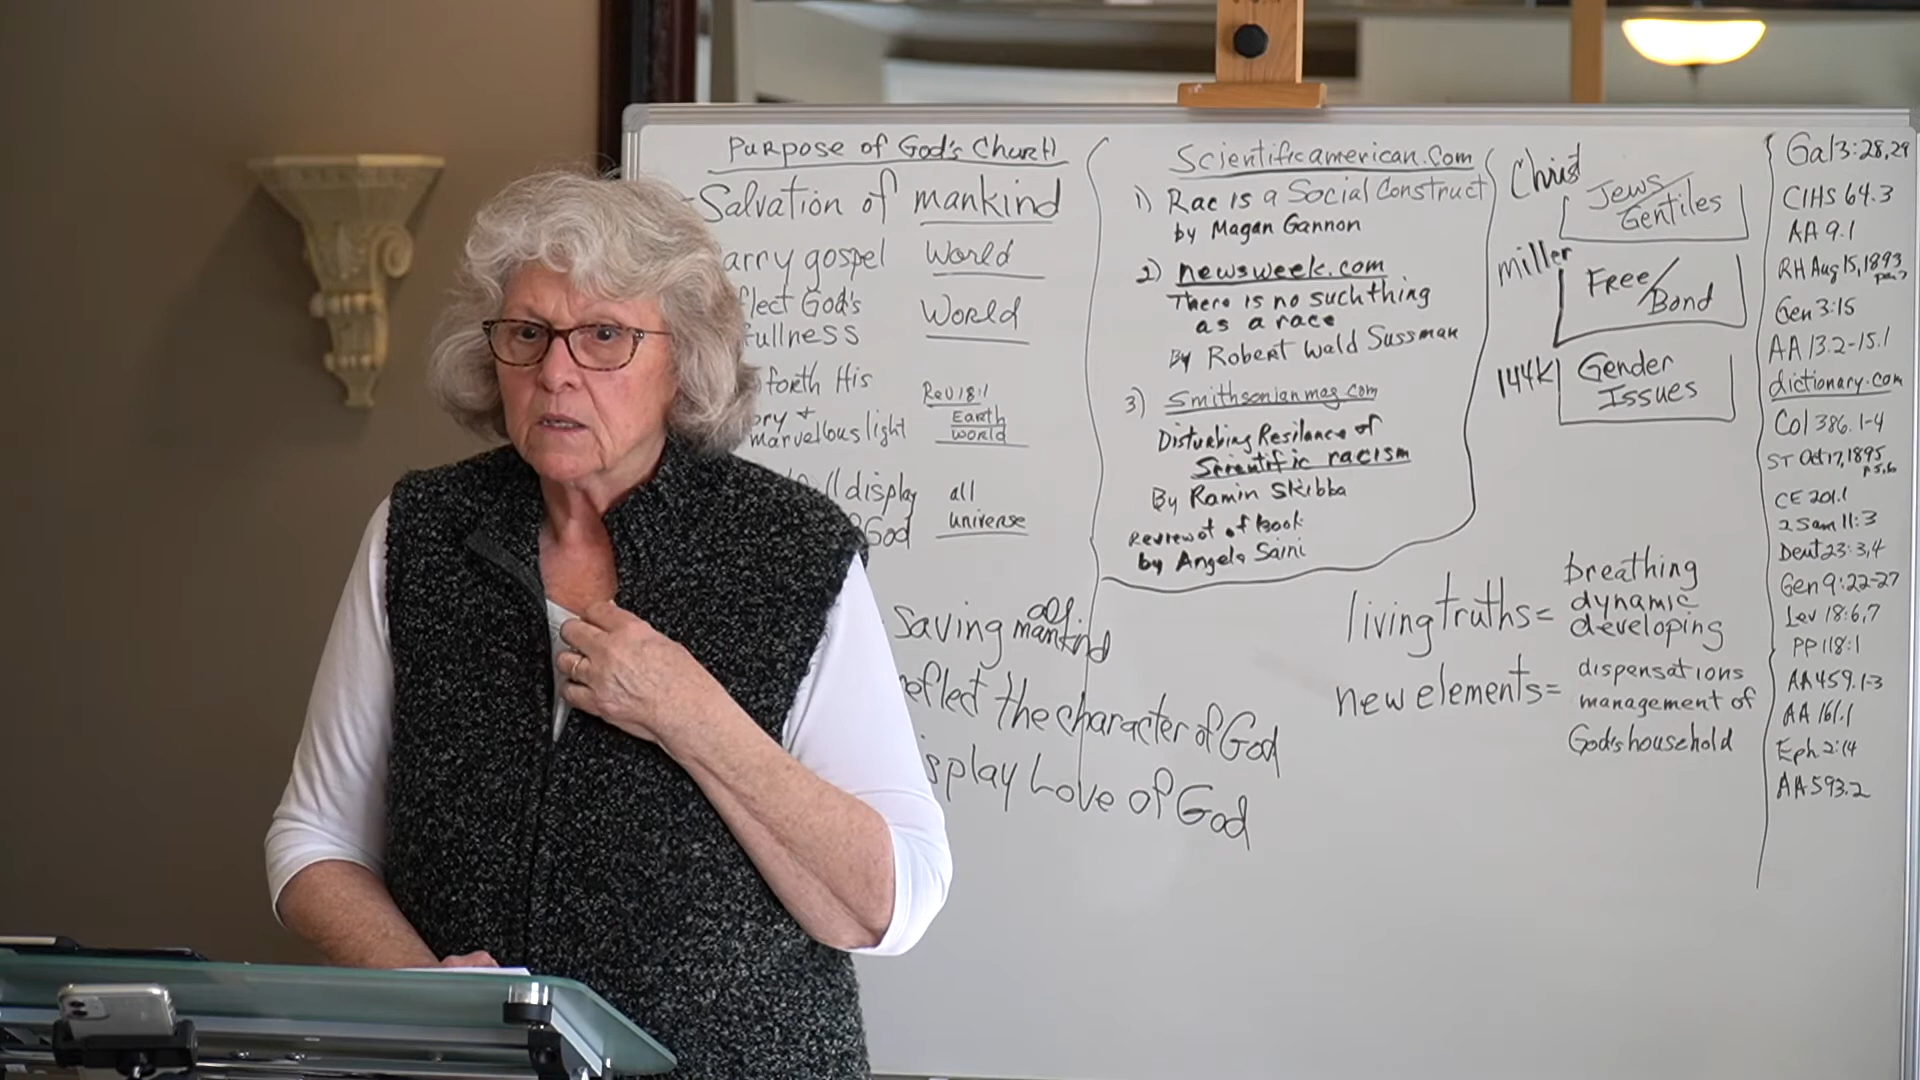 Purpose of God's Church
Salvation of mankind
arry gospel World
flect God's World
fullness
forth His Rev 18:1
ory + Earth
marvellous light world
ll display all
God universe
Saving all
mankind
eflect the character of God
splay Love of God
Scientificamerican.com
1) Rac is a Social Construct
by Magan Gannon
2) newsweek.com
There is no such thing
as a race
By Robert Wald Sussman
3) Smithsonianmag.com
Disturbing Resilance of
Scientific racism
By Ramin Skibba
of Book
by Angela Saini
Christ Jews/
Gentiles
miller Free/
Bond
144K Gender
Issues
living truths = breathing
dynamic
developing
new elements = dispensations
management of
God's household
Gal 3:28,29
CIHS 64.3
AA 9.1
RH Aug 15, 1893
Gen 3:15
AA 13.2-15.1
dictionary.com
Col 386.1-4
ST Oct 17, 1895
p 5,6
CE 201.1
2 Sam 11:3
Deut 23:3,4
Gen 9:22-27
Lev 18:6,7
PP 118:1
AA 459.1-3
AA 161.1
Eph 2:14
AA 593.2